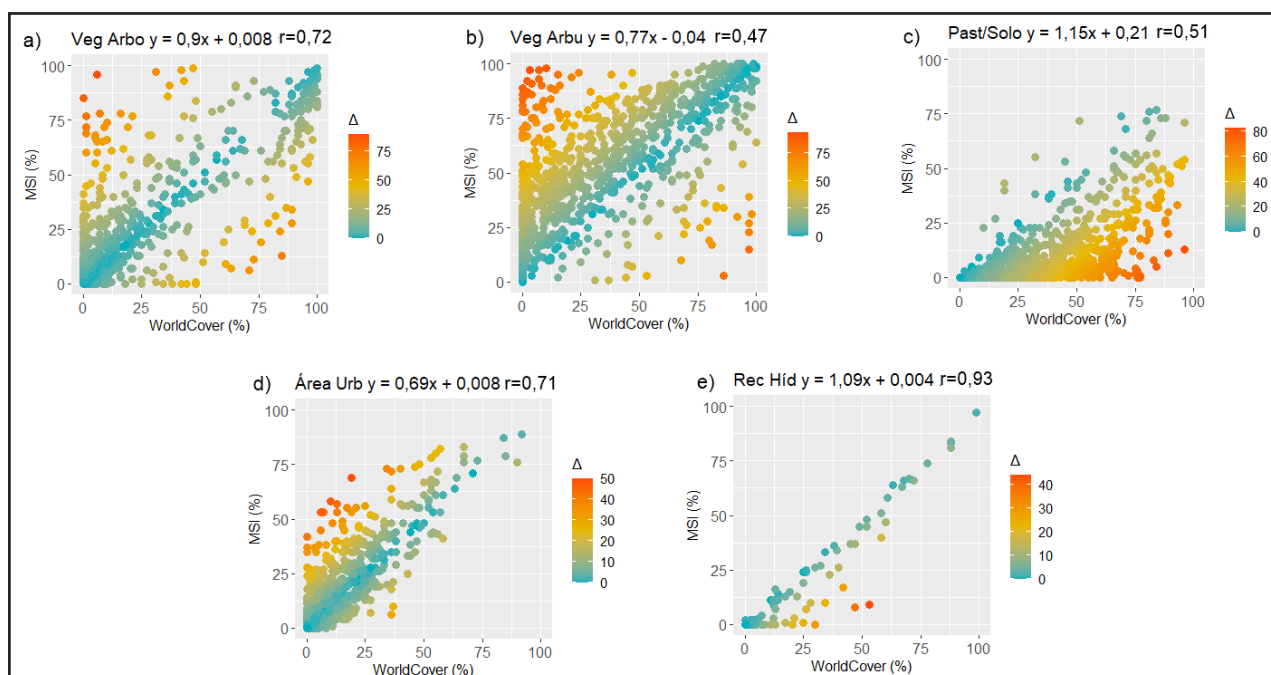 a) Veg Arbo y = 0,9x + 0,008 r=0,72
100
75
50
25
0
MSI (%)
0 25 50 75 100
WorldCover (%)
Δ
75
50
25
0
b) Veg Arbu y = 0,77x - 0,04 r=0,47
100
75
50
25
0
MSI (%)
0 25 50 75 100
WorldCover (%)
Δ
75
50
25
0
c) Past/Solo y = 1,15x + 0,21 r=0,51
100
75
50
25
0
MSI (%)
0 25 50 75 100
WorldCover (%)
Δ
80
60
40
20
0
d) Área Urb y = 0,69x + 0,008 r=0,71
100
75
50
25
0
MSI (%)
0 25 50 75 100
WorldCover (%)
Δ
50
40
30
20
10
0
e) Rec Híd y = 1,09x + 0,004 r=0,93
100
75
50
25
0
MSI (%)
0 25 50 75 100
WorldCover (%)
Δ
40
30
20
10
0